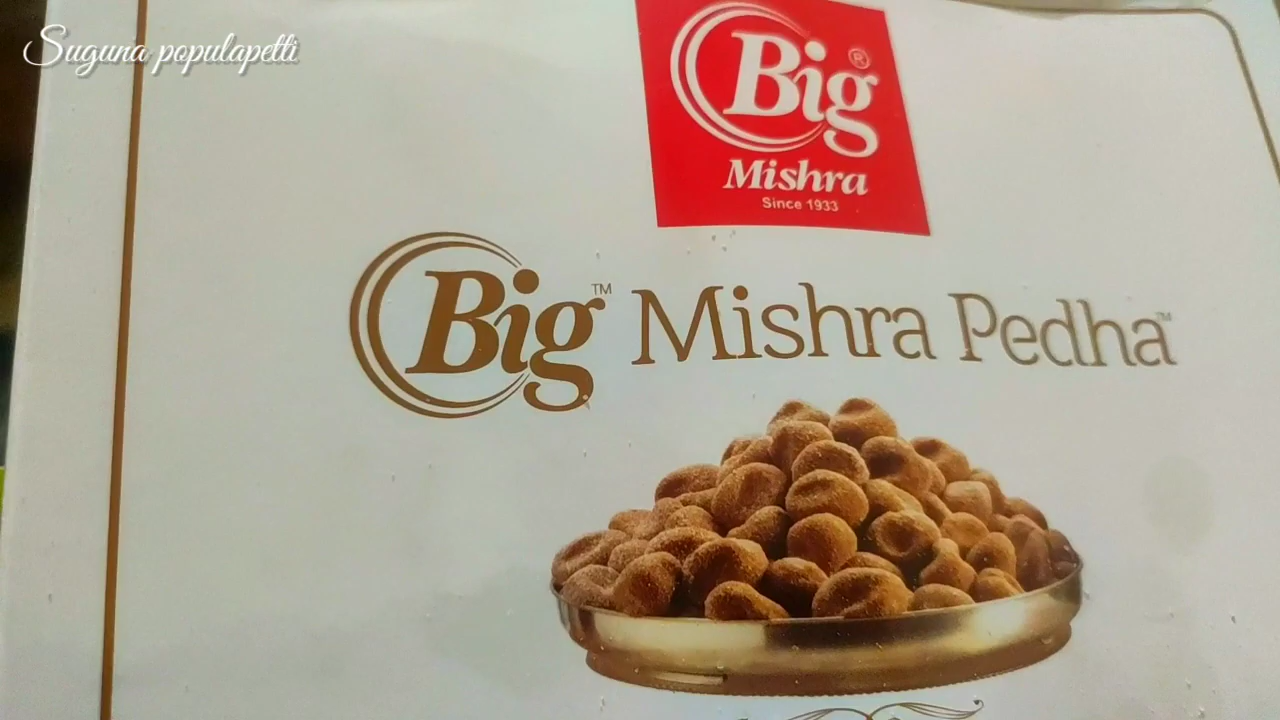 Suguna populapetti
Big ®
Mishra
Since 1933
Big™ Mishra Pedha™